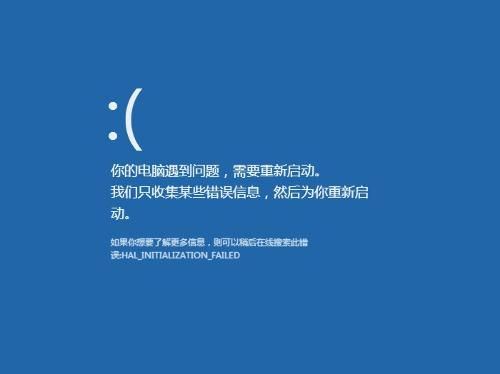 :(
你的电脑遇到问题，需要重新启动。
我们只收集某些错误信息，然后为你重新启
动。
如果你想要了解更多信息，则可以稍后在线搜索此错
误:HAL_INITIALIZATION_FAILED